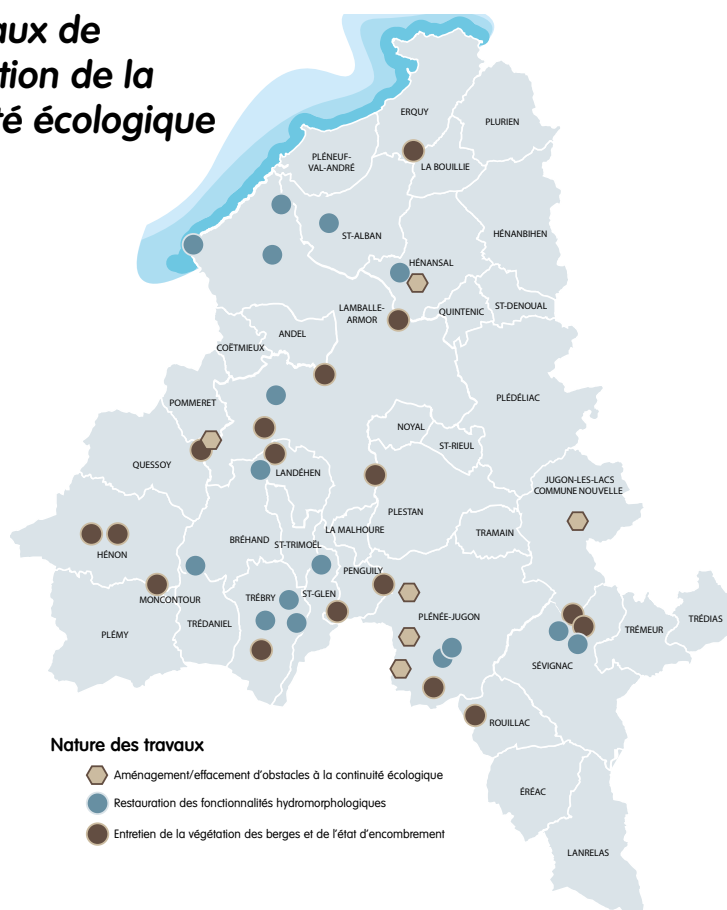 aux de
tion de la
té écologique
ERQUY
PLURIEN
PLÉNEUF-
VAL-ANDRÉ
LA BOUILLIE
ST-ALBAN
HÉNANBIHEN
HÉNANSAL
LAMBALLE-
ARMOR
QUINTENIC
ST-DENOUAL
ANDEL
COËTMIEUX
POMMERET
PLÉDÉLIAC
NOYAL
ST-RIEUL
QUESSOY
LANDÉHEN
JUGON-LES-LACS
COMMUNE NOUVELLE
PLESTAN
LA MALHOURE
TRAMAIN
BRÉHAND
ST-TRIMOËL
HÉNON
PENGUILY
MONCONTOUR
TRÉBRY
ST-GLEN
PLÉNÉE-JUGON
TRÉDANIEL
PLÉMY
TRÉMEUR
TRÉDIAS
SÉVIGNAC
ROUILLAC
Nature des travaux
Aménagement/effacement d'obstacles à la continuité écologique
Restauration des fonctionnalités hydromorphologiques
Entretien de la végétation des berges et de l'état d'encombrement
ÉRÉAC
LANRELAS